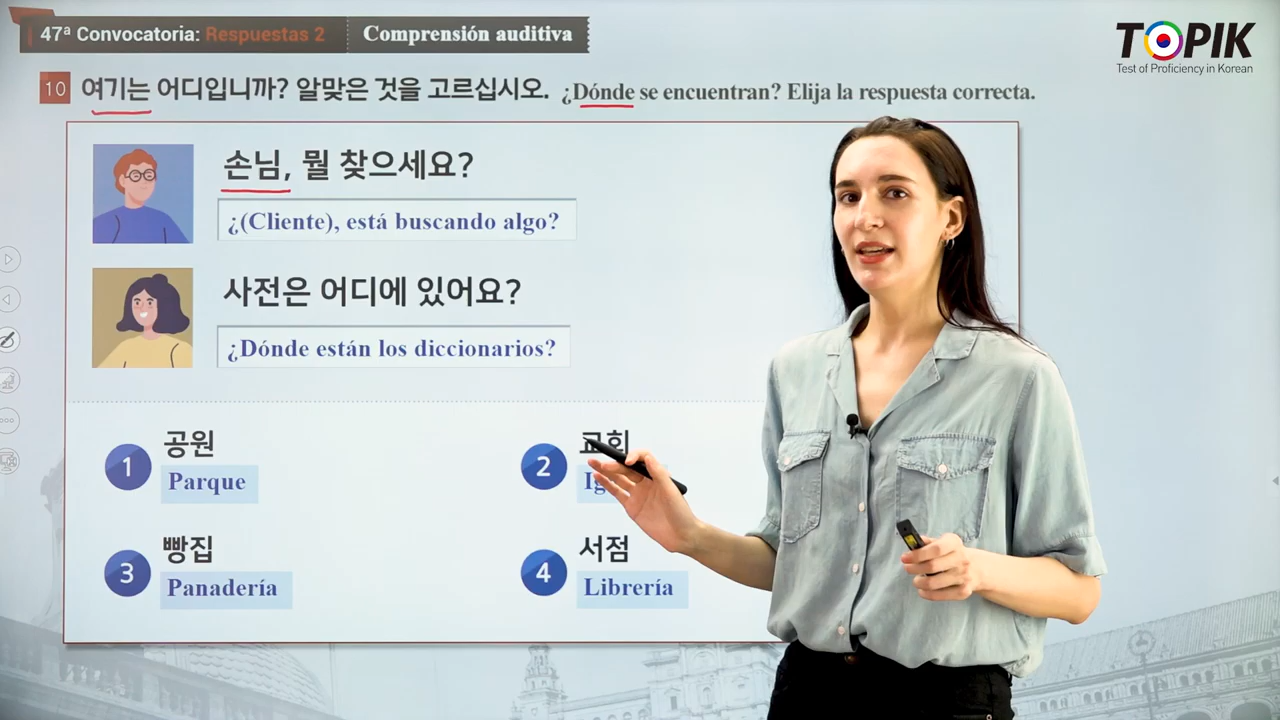 47ª Convocatoria: Respuestas 2
Comprensión auditiva
TOPIK
Test of Proficiency in Korean
10 여기는 어디입니까? 알맞은 것을 고르십시오. ¿Dónde se encuentran? Elija la respuesta correcta.
손님, 뭘 찾으세요?
¿(Cliente), está buscando algo?
사전은 어디에 있어요?
¿Dónde están los diccionarios?
1 공원
Parque
2 교회
3 빵집
Panadería
4 서점
Librería